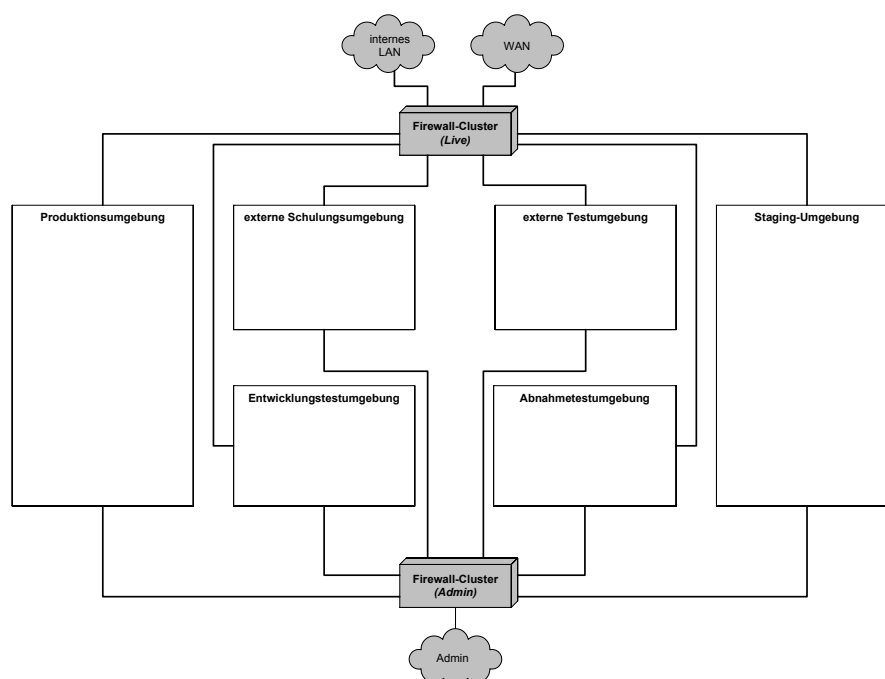 internes
LAN
WAN
Firewall-Cluster
(Live)
Produktionsumgebung
externe Schulungsumgebung
externe Testumgebung
Staging-Umgebung
Entwicklungstestumgebung
Abnahmetestumgebung
Firewall-Cluster
(Admin)
Admin